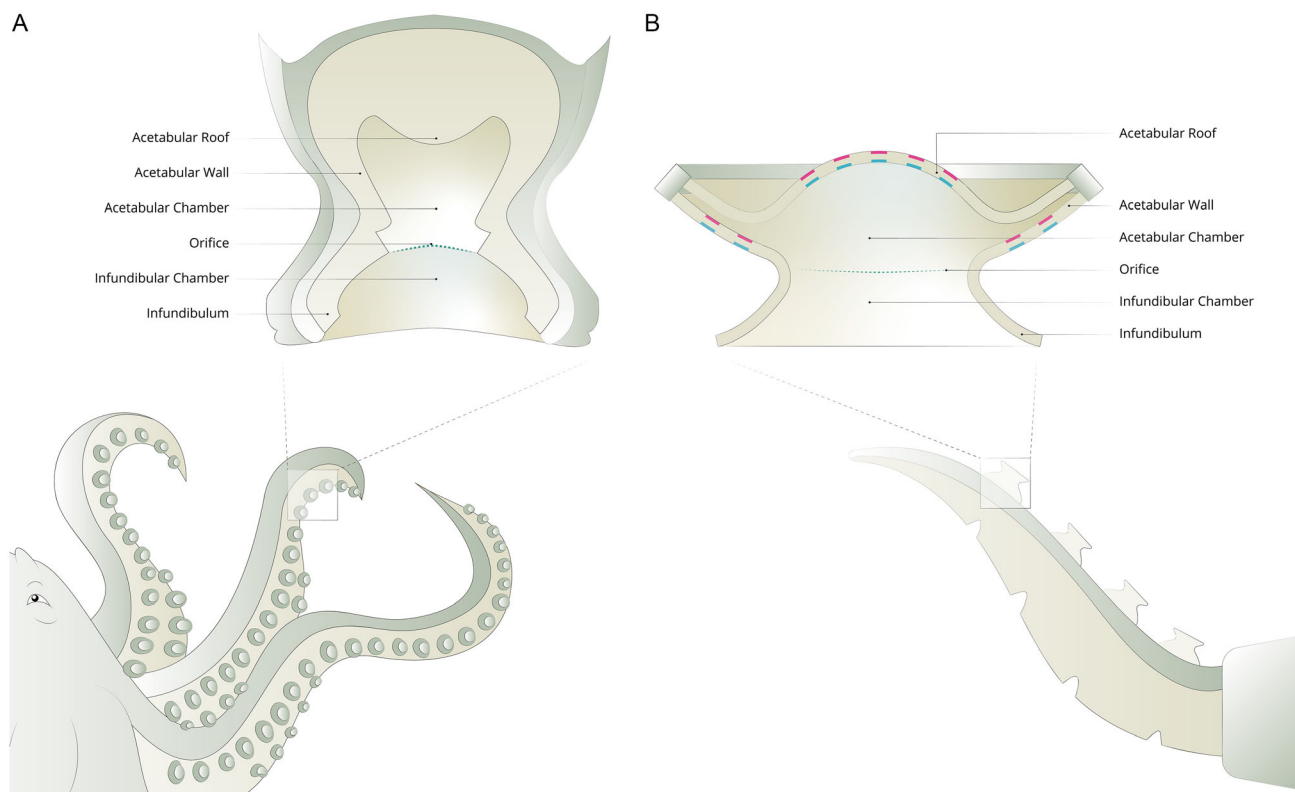 A
Acetabular Roof
Acetabular Wall
Acetabular Chamber
Orifice
Infundibular Chamber
Infundibulum
B
Acetabular Roof
Acetabular Wall
Acetabular Chamber
Orifice
Infundibular Chamber
Infundibulum